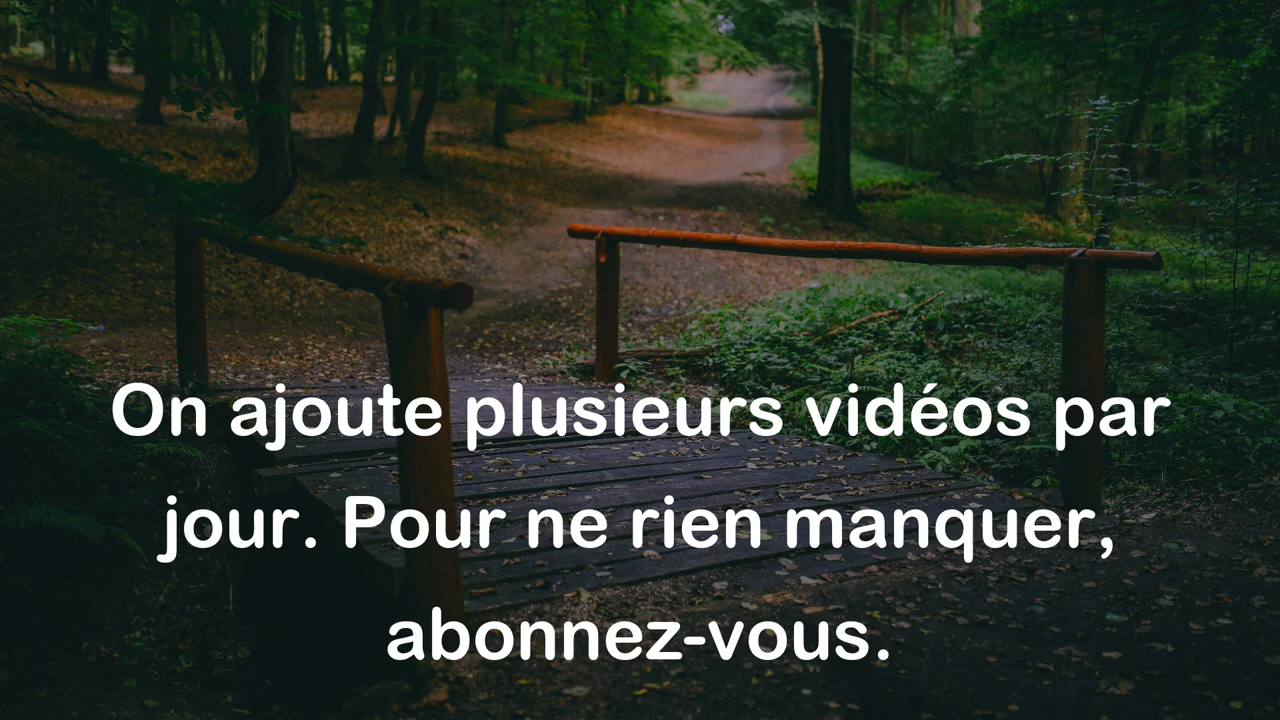 On ajoute plusieurs vidéos par
jour. Pour ne rien manquer,
abonnez-vous.